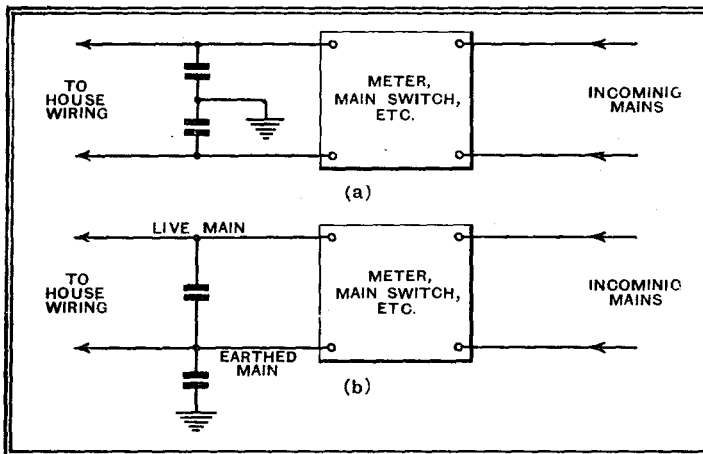 TO
HOUSE
WIRING
METER,
MAIN SWITCH,
ETC.
INCOMINIG
MAINS
(a)
LIVE MAIN
TO
HOUSE
WIRING
EARTHED
MAIN
METER,
MAIN SWITCH,
ETC.
INCOMINIG
MAINS
(b)